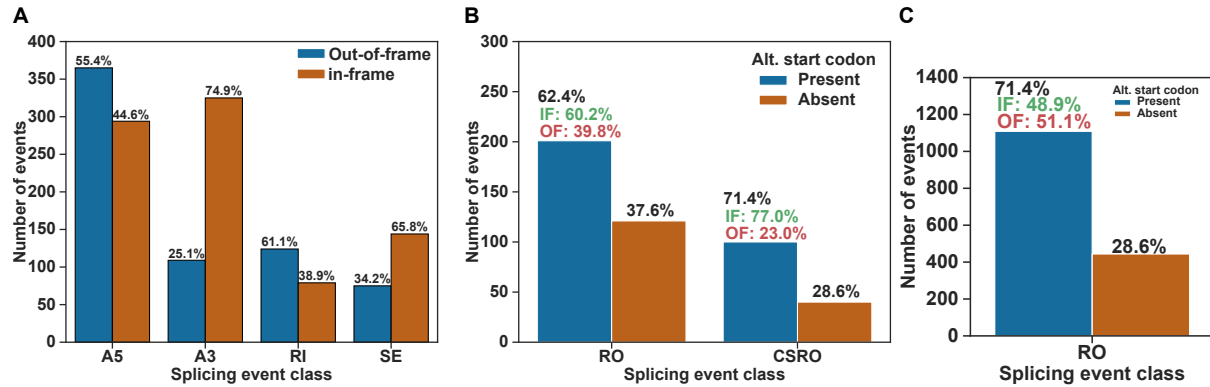 A
Number of events
400
350
300
250
200
150
100
50
0
Out-of-frame
in-frame
55.4%
44.6%
25.1%
74.9%
61.1%
38.9%
34.2%
65.8%
A5
A3
RI
SE
Splicing event class
B
Number of events
300
250
200
150
100
50
0
Alt. start codon
Present
Absent
62.4%
IF: 60.2%
OF: 39.8%
37.6%
71.4%
IF: 77.0%
OF: 23.0%
28.6%
RO
CSRO
Splicing event class
C
Number of events
1400
1200
1000
800
600
400
200
0
Alt. start codon
Present
Absent
71.4%
IF: 48.9%
OF: 51.1%
28.6%
RO
Splicing event class